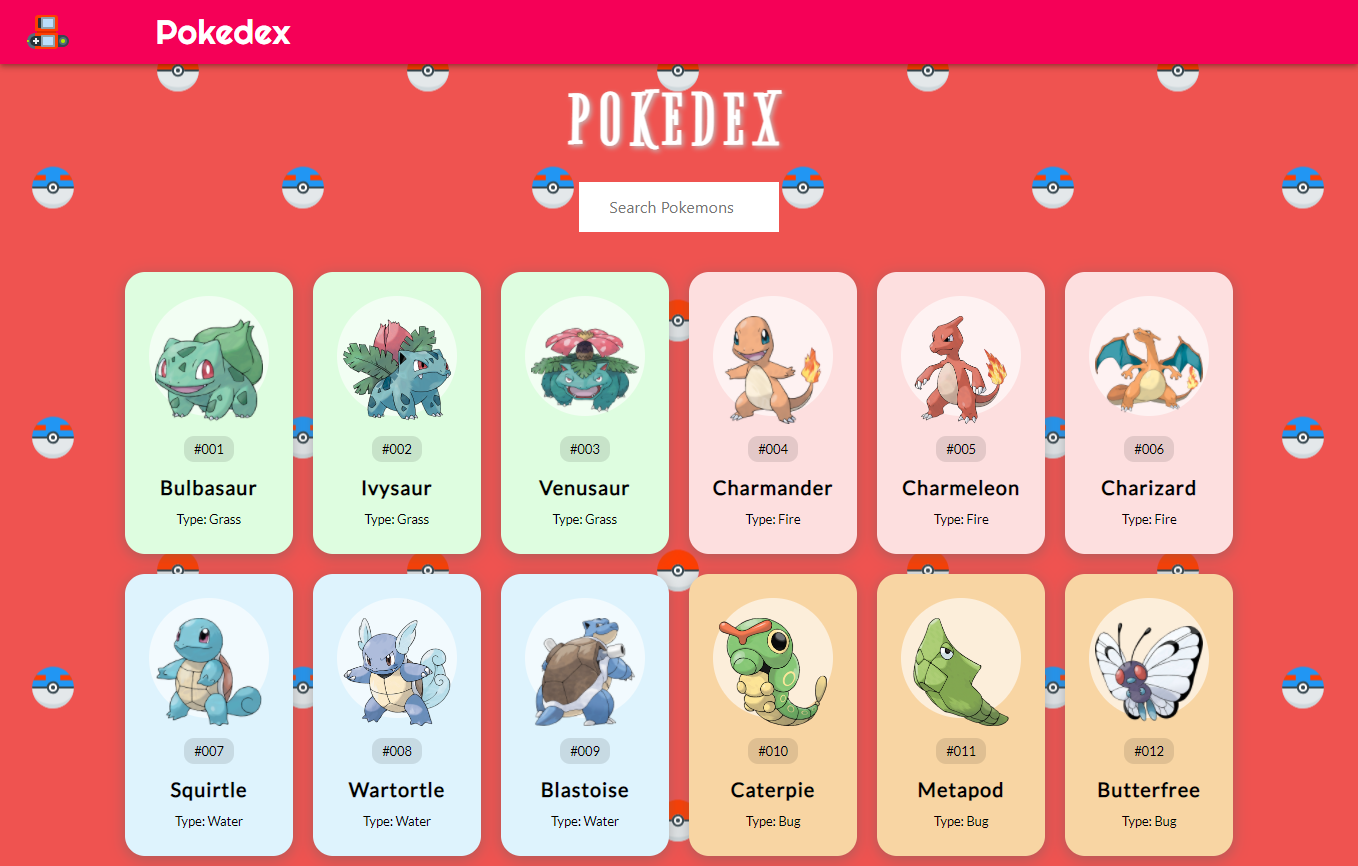 Pokedex
POKEDEX
Search Pokemons
#001 #002 #003 #004 #005 #006
Bulbasaur Ivysaur Venusaur Charmander Charmeleon Charizard
Type: Grass Type: Grass Type: Grass Type: Fire Type: Fire Type: Fire
#007 #008 #009 #010 #011 #012
Squirtle Wartortle Blastoise Caterpie Metapod Butterfree
Type: Water Type: Water Type: Water Type: Bug Type: Bug Type: Bug